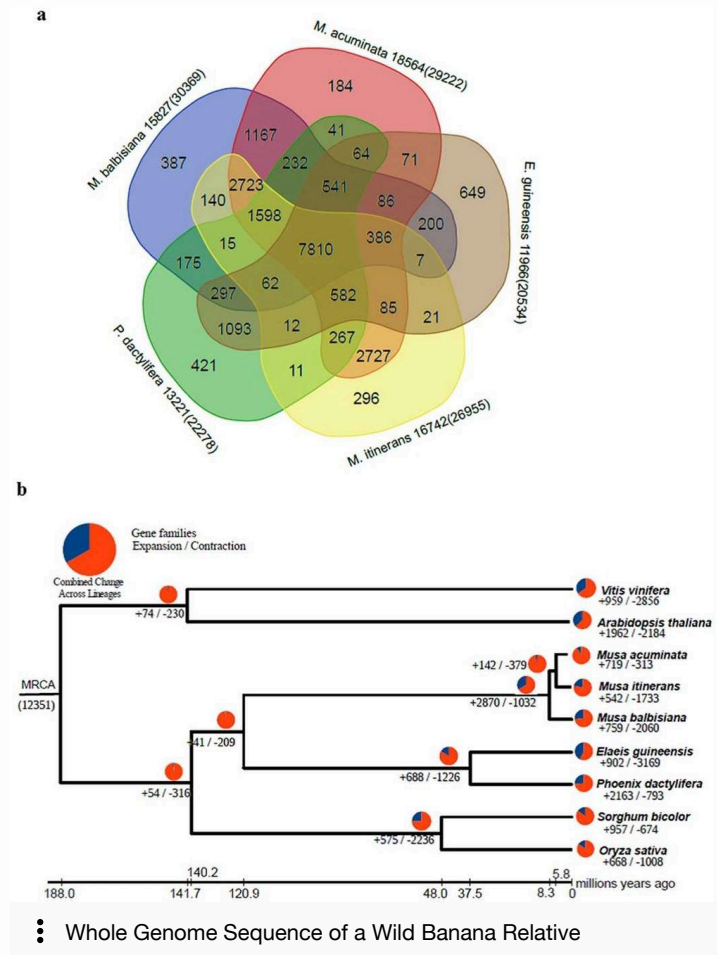 a
M. acuminata 18564(29222)
M. balbisiana 15827(30369)
E. guineensis 11966(20534)
P. dactylifera 13221(22278)
M. itinerans 16742(26955)
184
1167
41
387
232
64
71
541
649
2723
86
140
1598
200
386
15
7810
7
175
62
297
582
85
21
1093
12
267
2727
421
11
296
b
Gene families
Expansion / Contraction
Combined Change
Across Lineages
Vitis vinifera
+959 / -2856
+74 / -230
Arabidopsis thaliana
+1962 / -2184
Musa acuminata
+719 / -313
+142 / -379
MRCA
(12351)
Musa itinerans
+542 / -1733
+2870 / -1032
Musa balbisiana
+759 / -2060
+41 / -209
Elaeis guineensis
+902 / -3169
+688 / -1226
Phoenix dactylifera
+2163 / -793
+54 / -316
Sorghum bicolor
+957 / -674
+575 / -2236
Oryza sativa
+668 / -1008
140.2
5.8
188.0 141.7 120.9 48.0 37.5 8.3 0 millions years ago
Whole Genome Sequence of a Wild Banana Relative